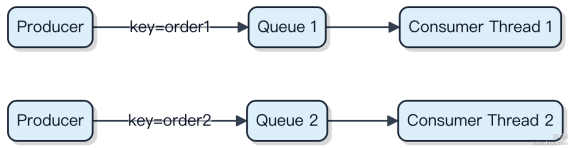 Producer
key=order1
Queue 1
Consumer Thread 1
Producer
key=order2
Queue 2
Consumer Thread 2